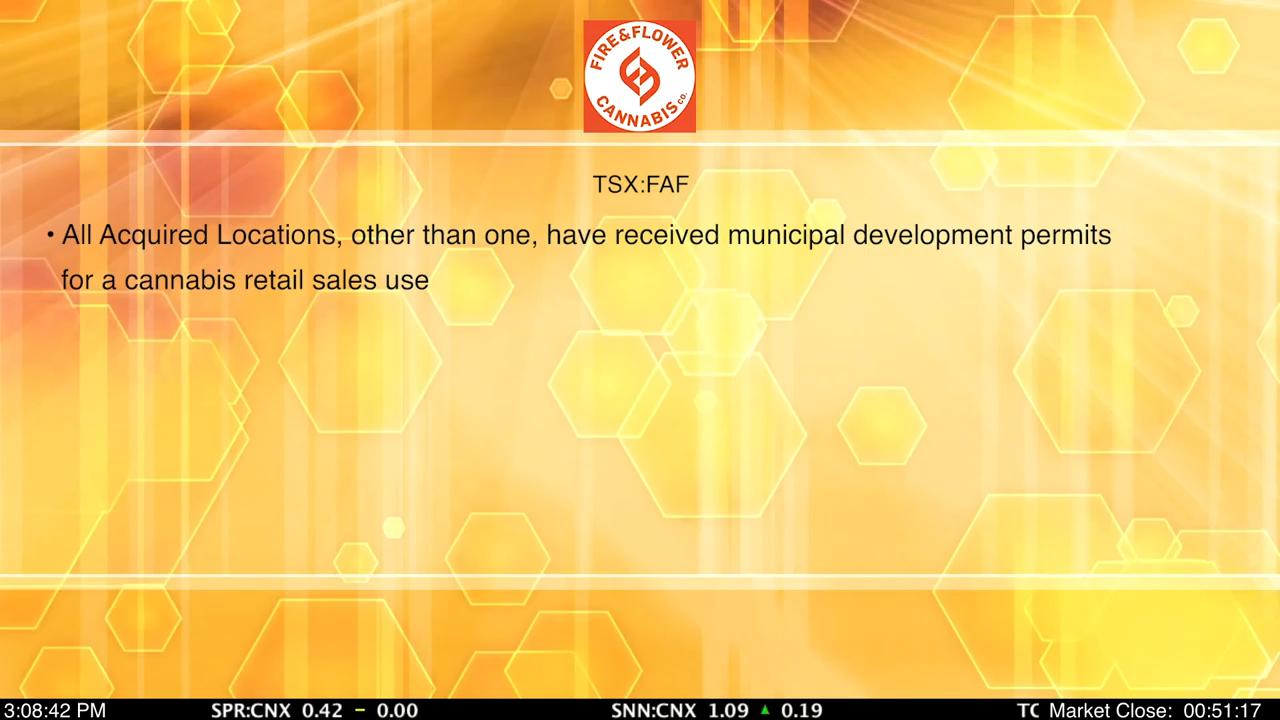 FIRE&FLOWER
CANNABIS CO.
TSX:FAF
• All Acquired Locations, other than one, have received municipal development permits
for a cannabis retail sales use
3:08:42 PM SPR:CNX 0.42 – 0.00 SNN:CNX 1.09 ▲ 0.19 TC Market Close: 00:51:17